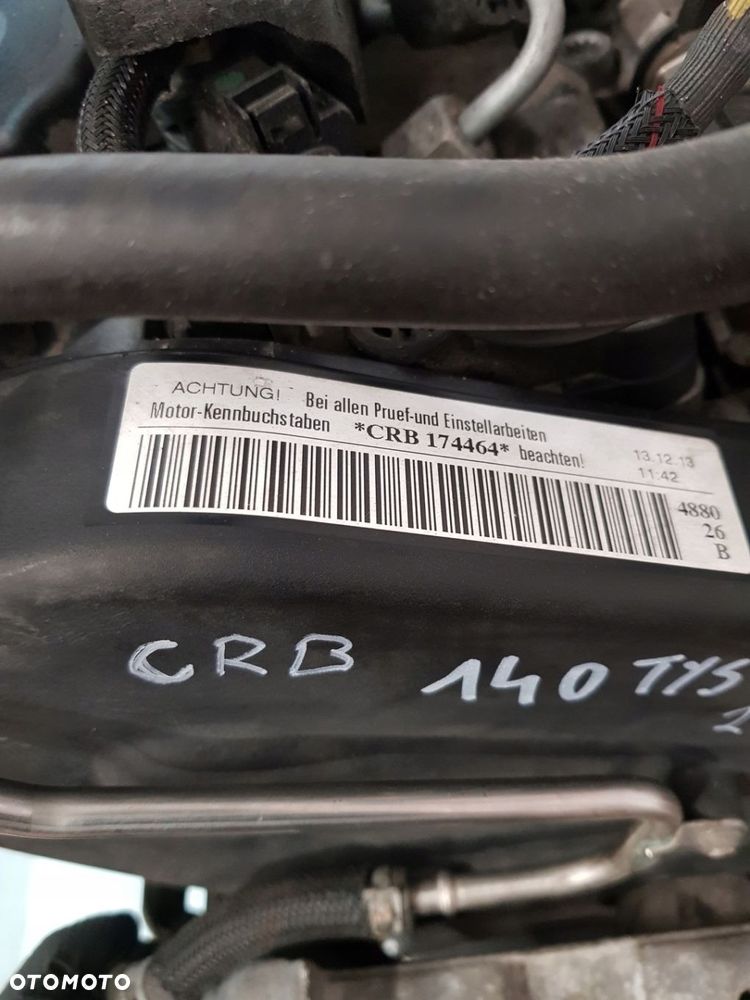 ACHTUNG! Bei allen Pruef-und Einstellarbeiten
Motor-Kennbuchstaben *CRB 174464* beachten!
13.12.13
11:42
4880
26
B
CRB 140 TYS
OTOMOTO